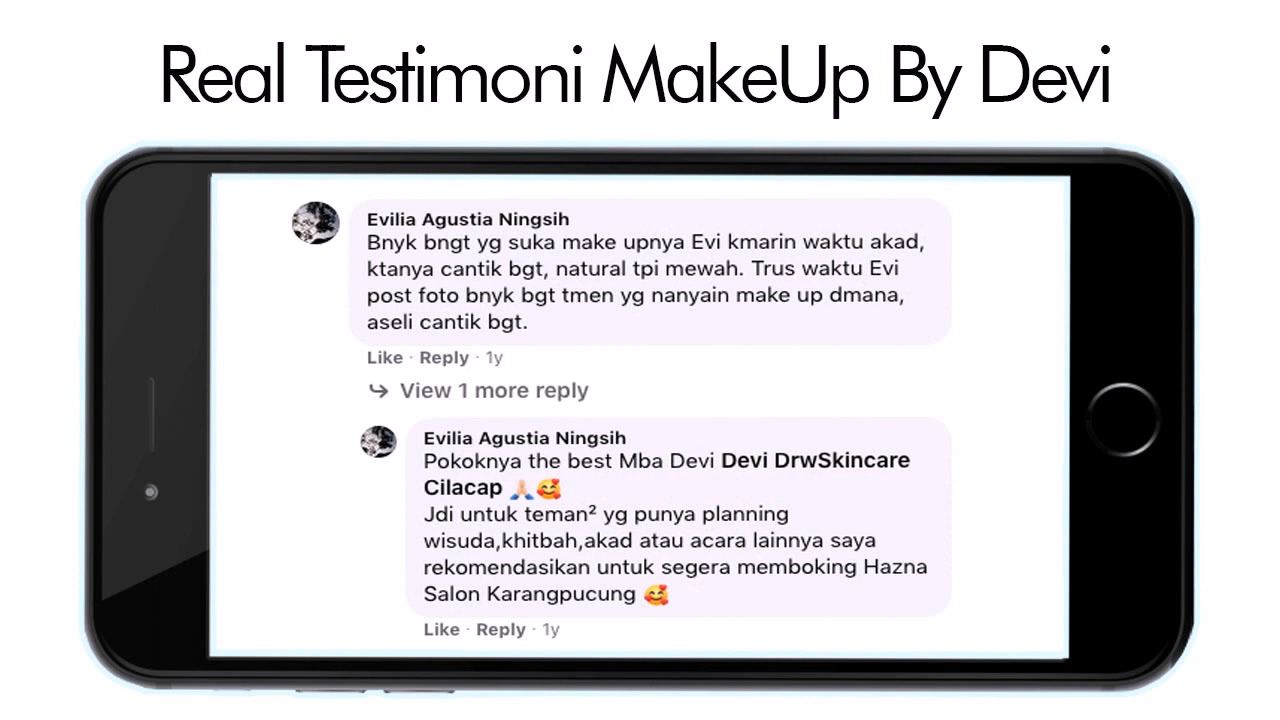 Real Testimoni MakeUp By Devi
Evilia Agustia Ningsih
Bnyk bngt yg suka make upnya Evi kmarin waktu akad,
ktanya cantik bgt, natural tpi mewah. Trus waktu Evi
post foto bnyk bgt tmen yg nanyain make up dmana,
aseli cantik bgt.
Like · Reply · 1y
View 1 more reply
Evilia Agustia Ningsih
Pokoknya the best Mba Devi Devi DrwSkincare
Cilacap 🙏🏻🥰
Jdi untuk teman² yg punya planning
wisuda,khitbah,akad atau acara lainnya saya
rekomendasikan untuk segera memboking Hazna
Salon Karangpucung 🥰
Like · Reply · 1y